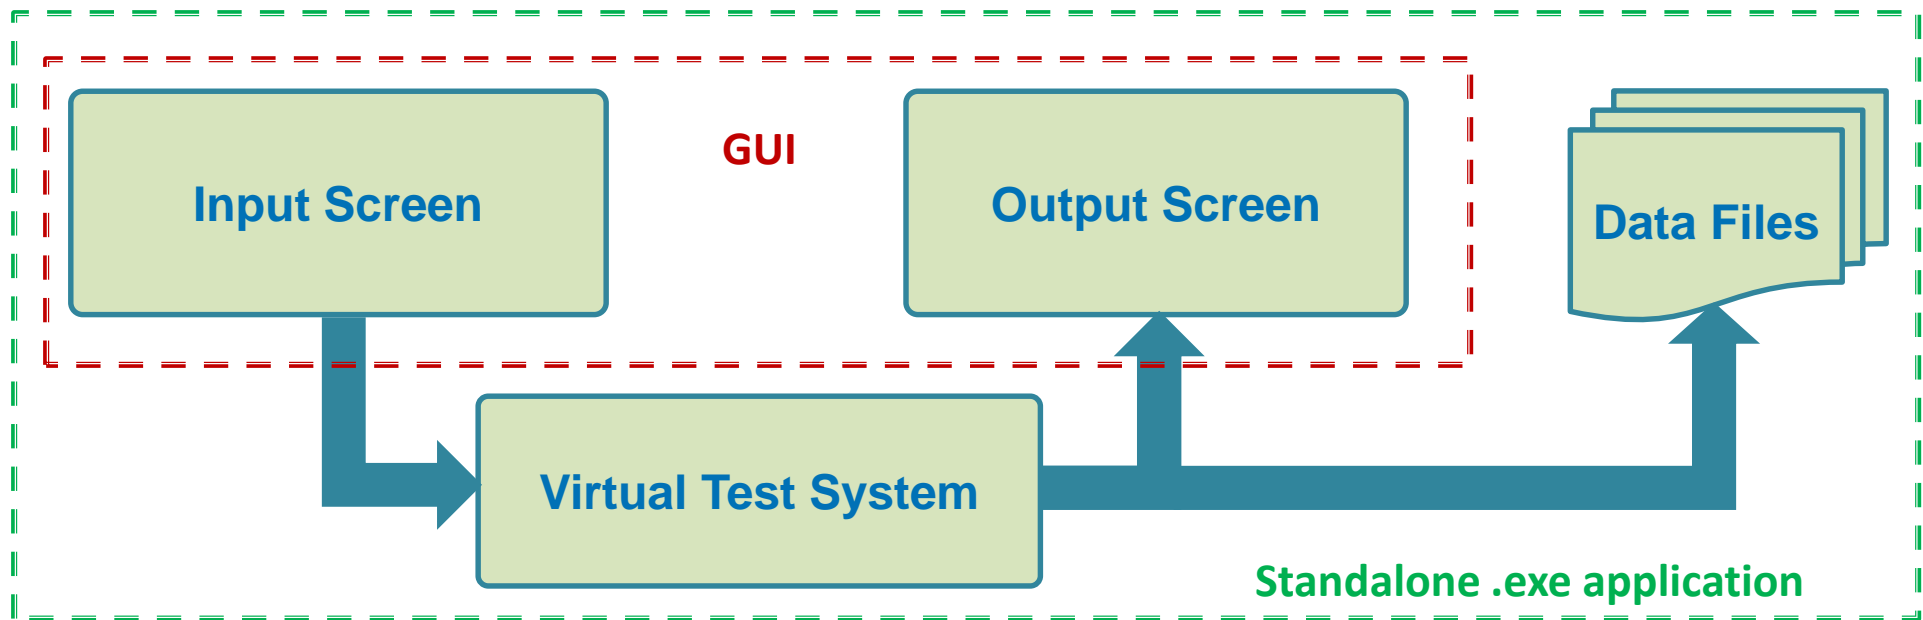 GUI
Input Screen
Output Screen
Data Files
Virtual Test System
Standalone .exe application